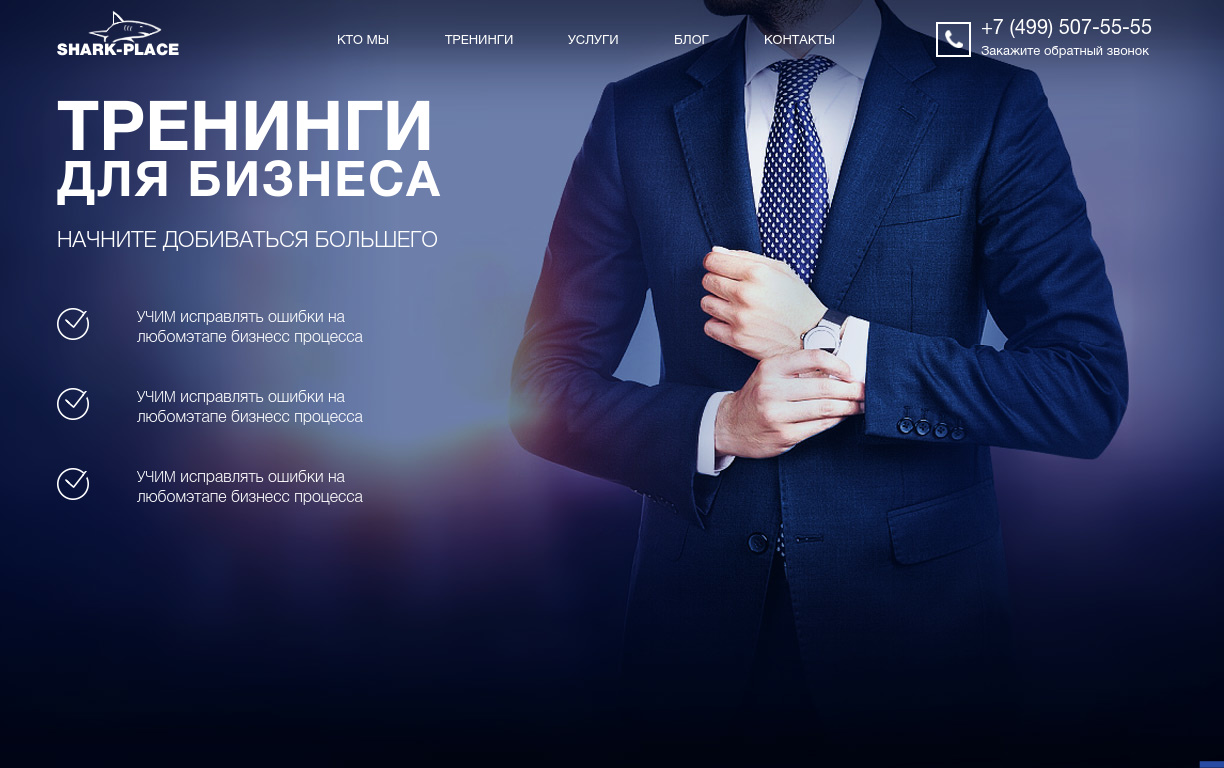 SHARK-PLACE
КТО МЫ
ТРЕНИНГИ
УСЛУГИ
БЛОГ
КОНТАКТЫ
+7 (499) 507-55-55
Закажите обратный звонок
ТРЕНИНГИ
ДЛЯ БИЗНЕСА
НАЧНИТЕ ДОБИВАТЬСЯ БОЛЬШЕГО
УЧИМ исправлять ошибки на
любомэтапе бизнесс процесса
УЧИМ исправлять ошибки на
любомэтапе бизнесс процесса
УЧИМ исправлять ошибки на
любомэтапе бизнесс процесса